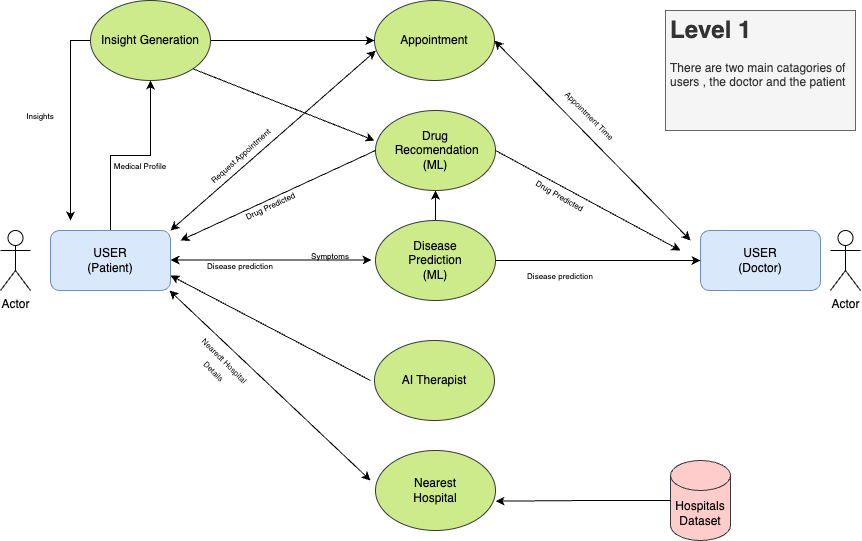 Insight Generation
Appointment
Level 1
There are two main catagories of
users , the doctor and the patient
Insights
Medical Profile
Request Appointment
Appointment Time
Drug
Recomendation
(ML)
Drug Predicted
Drug Predicted
USER
(Patient)
Symptoms
Disease prediction
Disease
Prediction
(ML)
Disease prediction
USER
(Doctor)
Actor
Actor
Nearedt Hospital
Details
AI Therapist
Nearest
Hospital
Hospitals
Dataset